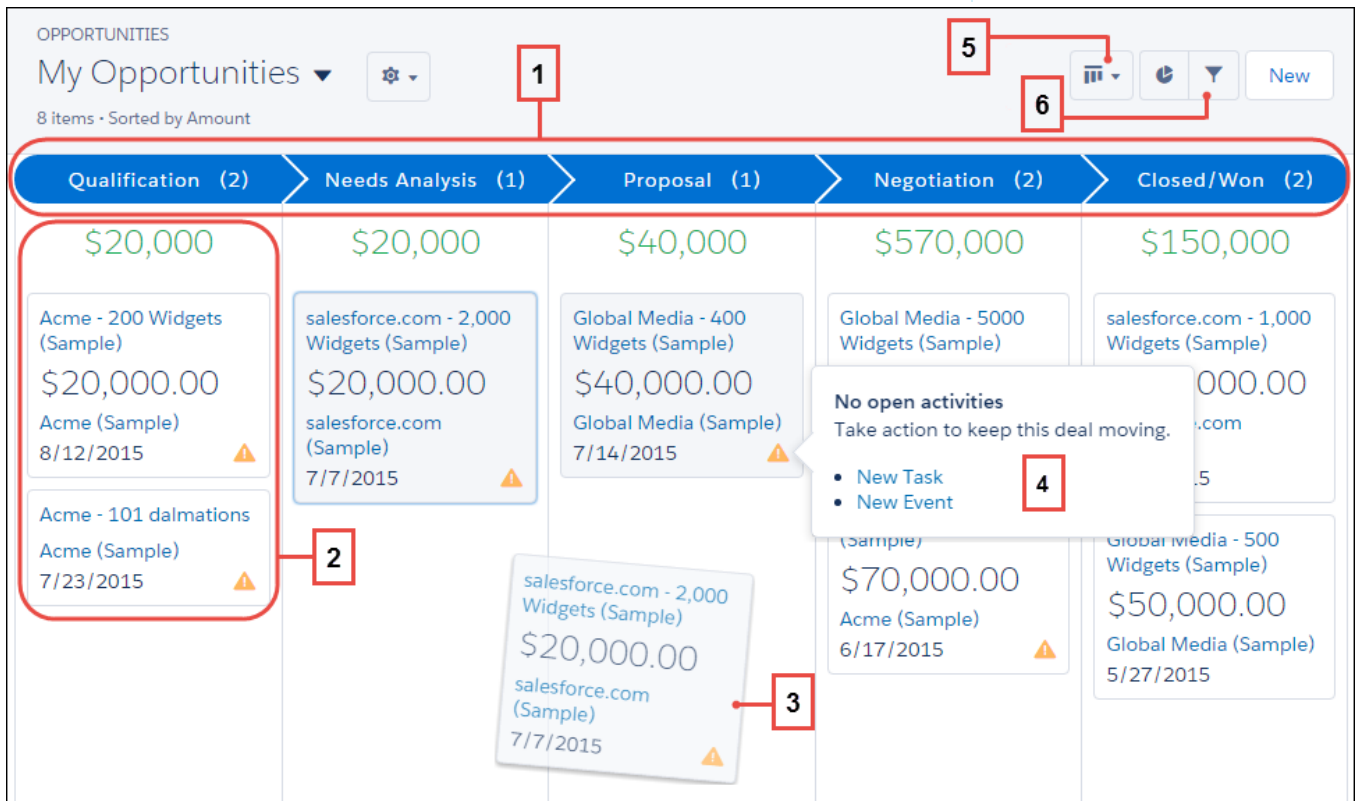 OPPORTUNITIES
My Opportunities
8 items • Sorted by Amount
1
5
6
New
Qualification (2)
Needs Analysis (1)
Proposal (1)
Negotiation (2)
Closed/Won (2)
$20,000
$20,000
$40,000
$570,000
$150,000
Acme - 200 Widgets
(Sample)
$20,000.00
Acme (Sample)
8/12/2015
Acme - 101 dalmations
Acme (Sample)
7/23/2015
2
salesforce.com - 2,000
Widgets (Sample)
$20,000.00
salesforce.com
(Sample)
7/7/2015
salesforce.com - 2,000
Widgets (Sample)
$20,000.00
salesforce.com
(Sample)
7/7/2015
3
Global Media - 400
Widgets (Sample)
$40,000.00
Global Media (Sample)
7/14/2015
Global Media - 5000
Widgets (Sample)
No open activities
Take action to keep this deal moving.
New Task
New Event
4
(Sample)
$70,000.00
Acme (Sample)
6/17/2015
salesforce.com - 1,000
Widgets (Sample)
000.00
.com
5
Global Media - 500
Widgets (Sample)
$50,000.00
Global Media (Sample)
5/27/2015